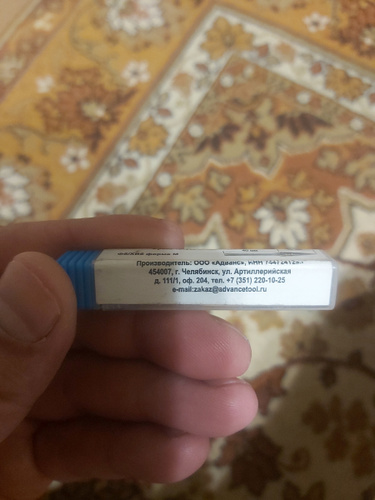 форма
Производитель: ООО «Адванс», ИНН
454007, г. Челябинск, ул. Артиллерийская
д. 111/1, оф. 204, тел. +7 (351) 220-10-25
e-mail:zakaz@advancetool.ru